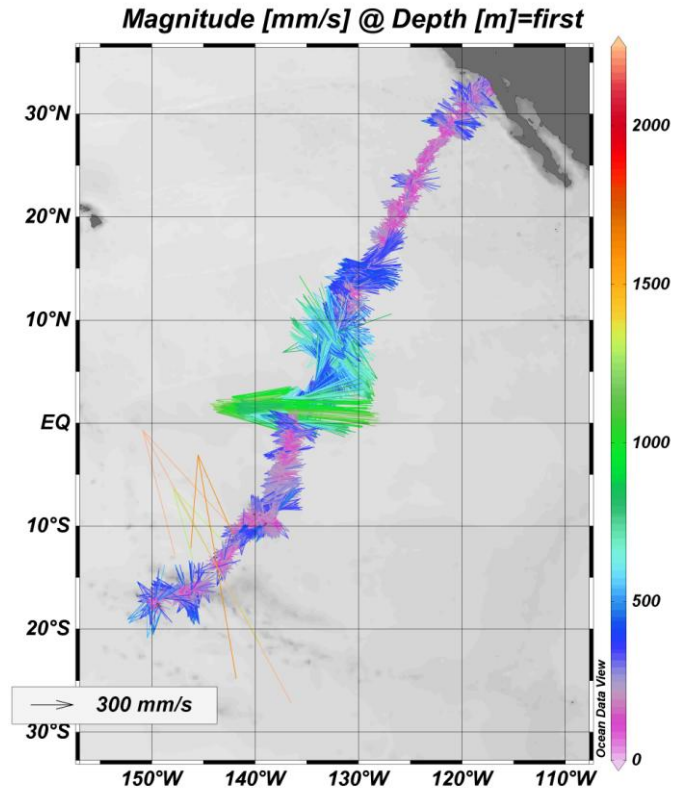 Magnitude [mm/s] @ Depth [m]=first
30°N
20°N
10°N
EQ
10°S
20°S
30°S
150°W 140°W 130°W 120°W 110°W
300 mm/s
Ocean Data View
2000
1500
1000
500
0